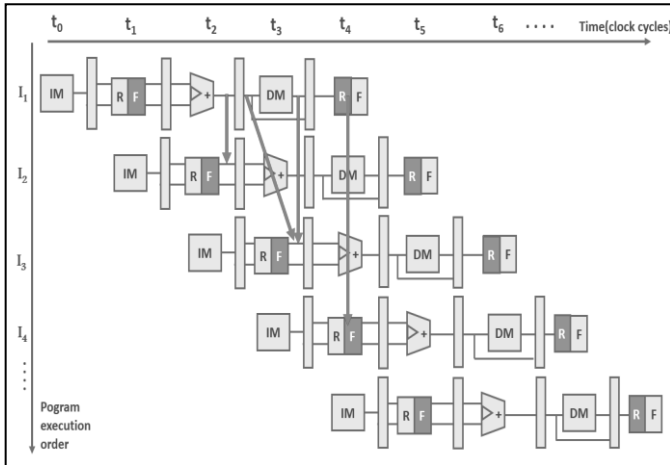 t₀ t₁ t₂ t₃ t₄ t₅ t₆ ····
Time(clock cycles)
I₁ IM R F + DM R F
I₂ IM R F + DM R F
I₃ IM R F + DM R F
I₄ IM R F + DM R F
IM R F + DM R F
Pogram
execution
order